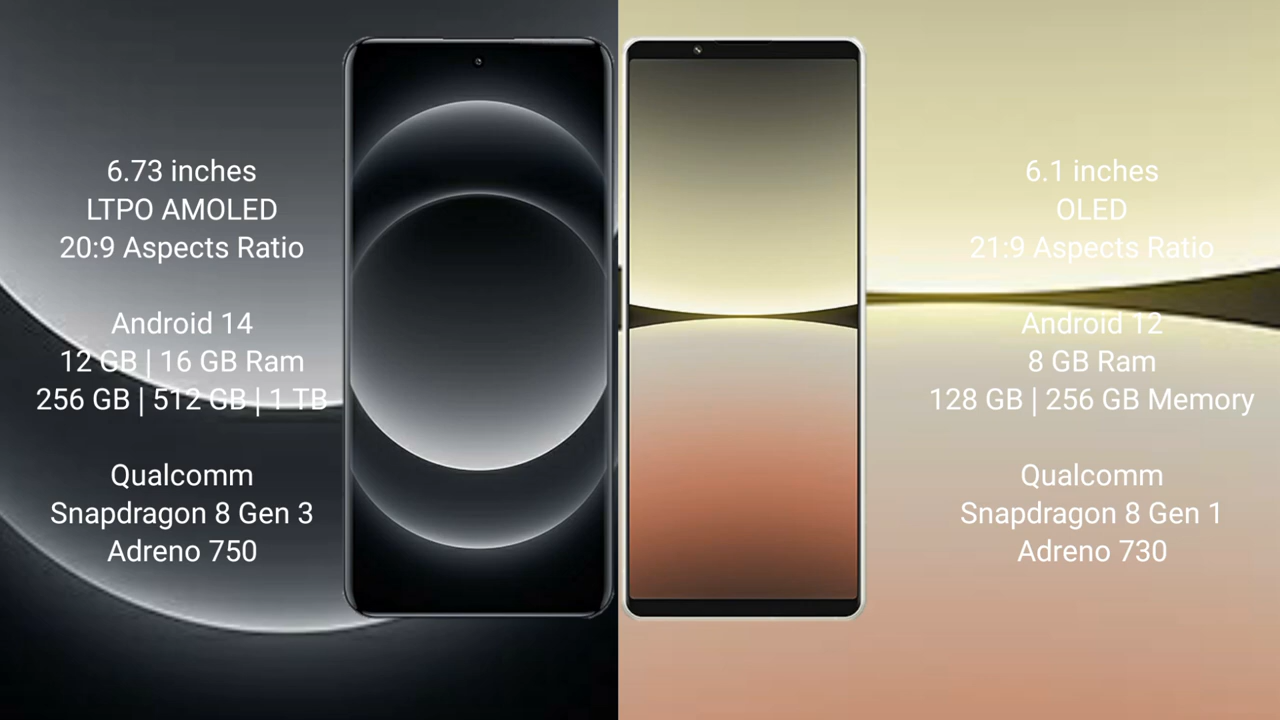 6.73 inches
LTPO AMOLED
20:9 Aspects Ratio
Android 14
12 GB | 16 GB Ram
256 GB | 512 GB | 1 TB
Qualcomm
Snapdragon 8 Gen 3
Adreno 750
6.1 inches
OLED
21:9 Aspects Ratio
Android 12
8 GB Ram
128 GB | 256 GB Memory
Qualcomm
Snapdragon 8 Gen 1
Adreno 730